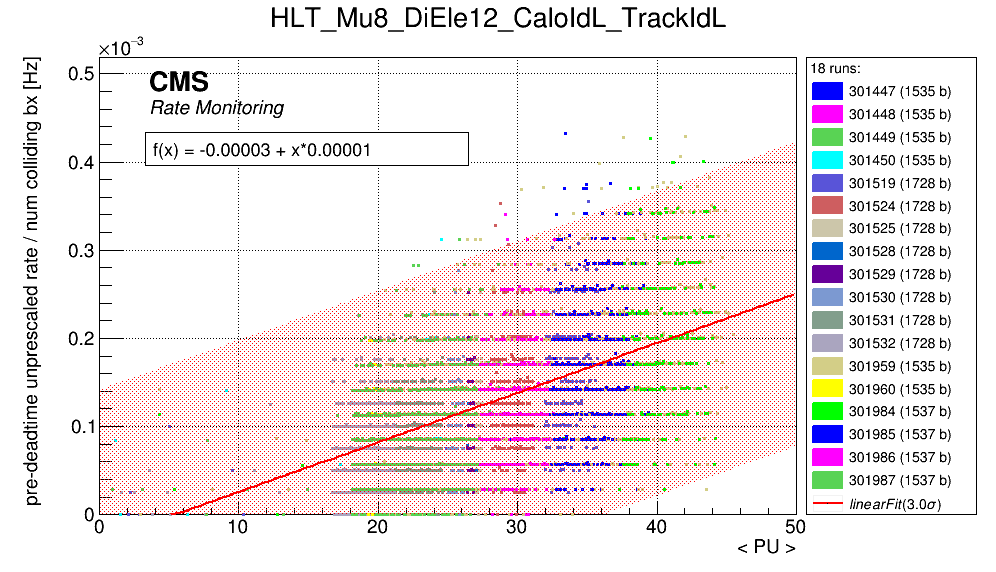 HLT_Mu8_DiEle12_CaloIdL_TrackIdL
×10⁻³
pre-deadtime unprescaled rate / num colliding bx [Hz]
CMS
Rate Monitoring
f(x) = -0.00003 + x*0.00001
0.5
0.4
0.3
0.2
0.1
0
0 10 20 30 40 50
< PU >
18 runs:
301447 (1535 b)
301448 (1535 b)
301449 (1535 b)
301450 (1535 b)
301519 (1728 b)
301524 (1728 b)
301525 (1728 b)
301528 (1728 b)
301529 (1728 b)
301530 (1728 b)
301531 (1728 b)
301532 (1728 b)
301959 (1535 b)
301960 (1535 b)
301984 (1537 b)
301985 (1537 b)
301986 (1537 b)
301987 (1537 b)
linearFit(3.0σ)